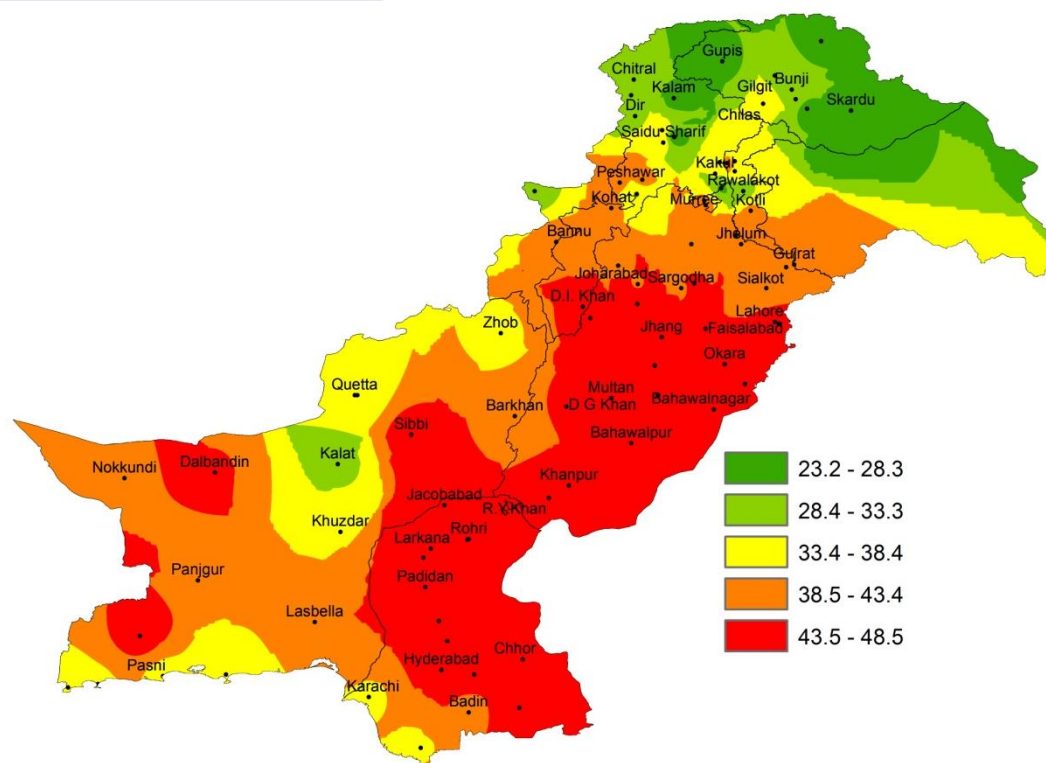 Gupis
Chitral
Kalam
Gilgit
Bunji
Skardu
Dir
Chilas
Saidu Sharif
Kakul
Peshawar
Rawalakot
Kohat
Murree
Kotli
Bannu
Jhelum
Gujrat
Joharabad
Sargodha
Sialkot
D.I. Khan
Lahore
Zhob
Jhang
Faisalabad
Okara
Quetta
Multan
Barkhan
D G Khan
Bahawalnagar
Sibbi
Bahawalpur
Kalat
Nokkundi
Dalbandin
Khanpur
Jacobabad
R.Y.Khan
Khuzdar
Rohri
Larkana
Panjgur
Padidan
Lasbella
Pasni
Hyderabad
Chhor
Karachi
Badin
23.2 - 28.3
28.4 - 33.3
33.4 - 38.4
38.5 - 43.4
43.5 - 48.5